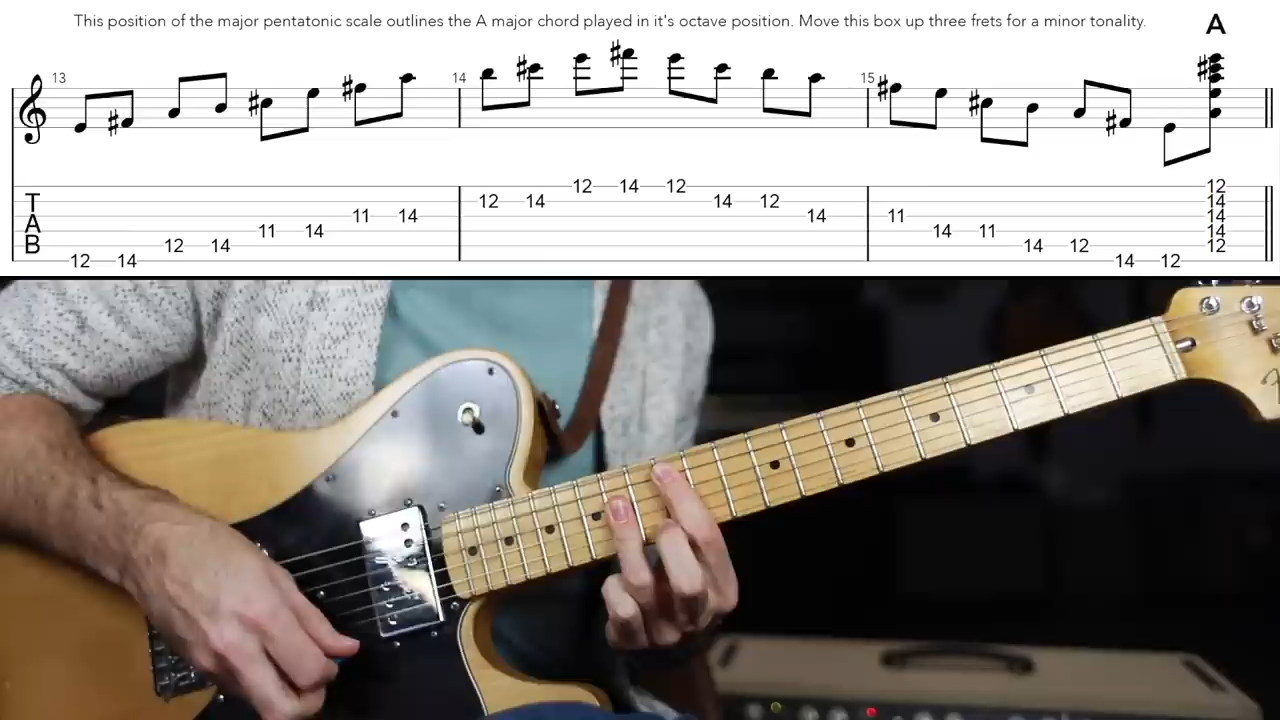 This position of the major pentatonic scale outlines the A major chord played in it's octave position. Move this box up three frets for a minor tonality.
A
13 14 15
12 14 12 12
T 12 14 14 12 14
A 11 14 14 11 14
11 14 14 11 14
B 12 14 14 12 12
12 14 14 12